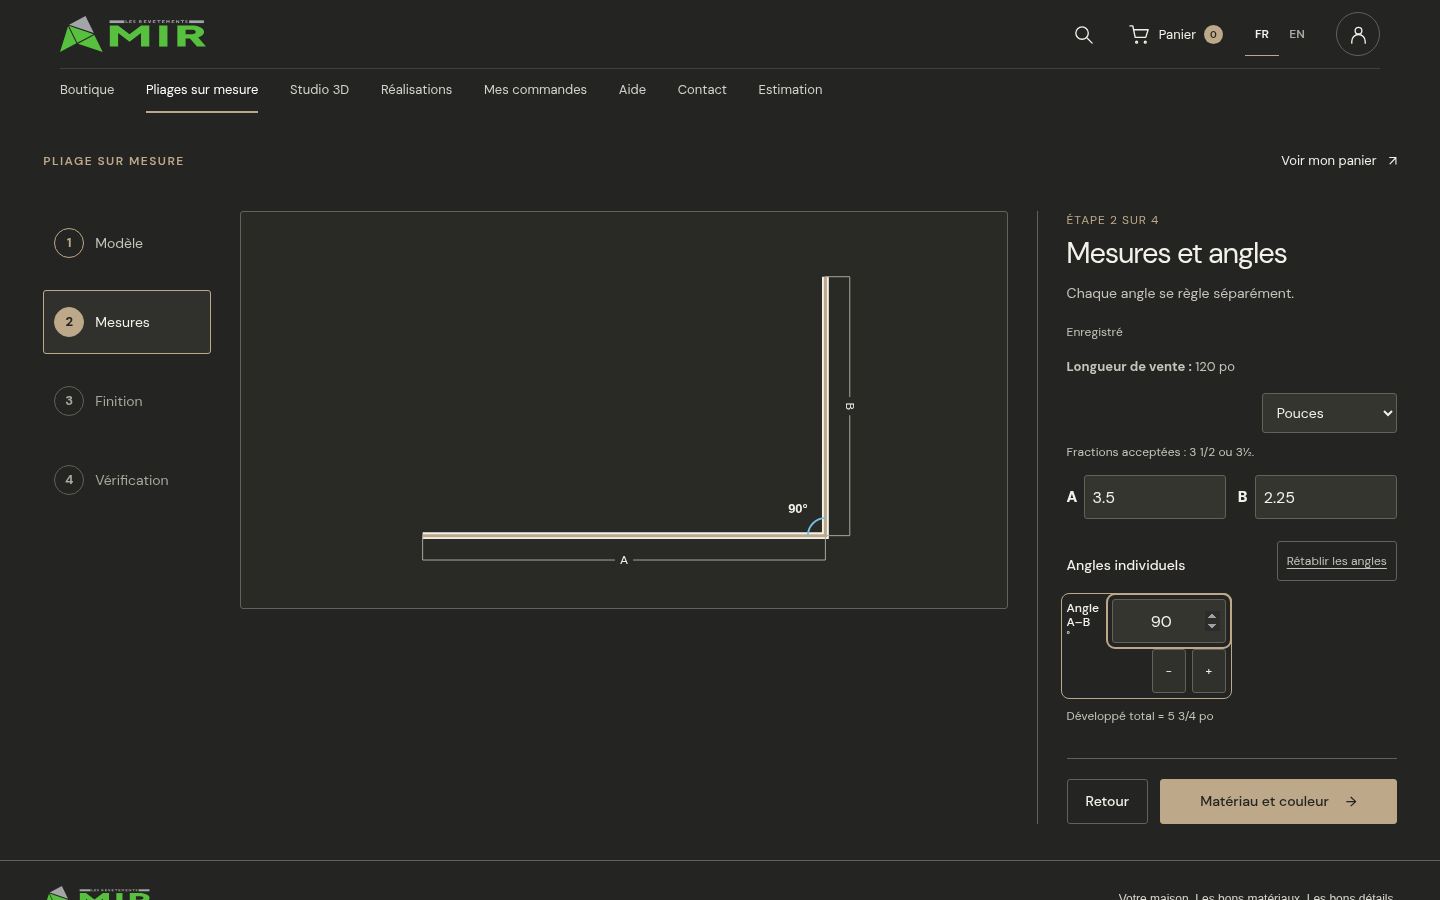 LES REVÊTEMENTS
MIR
Panier 0
FR EN
Boutique Pliages sur mesure Studio 3D Réalisations Mes commandes Aide Contact Estimation
PLIAGE SUR MESURE
Voir mon panier
1 Modèle
2 Mesures
3 Finition
4 Vérification
90°
A
B
ÉTAPE 2 SUR 4
Mesures et angles
Chaque angle se règle séparément.
Enregistré
Longueur de vente : 120 po
Pouces
Fractions acceptées : 3 1/2 ou 3½.
A 3.5 B 2.25
Angles individuels
Rétablir les angles
Angle
A–B
°
90
− +
Développé total = 5 3/4 po
Retour
Matériau et couleur →
LES REVÊTEMENTS
MIR
Votre maison. Les bons matériaux. Les bons détails.